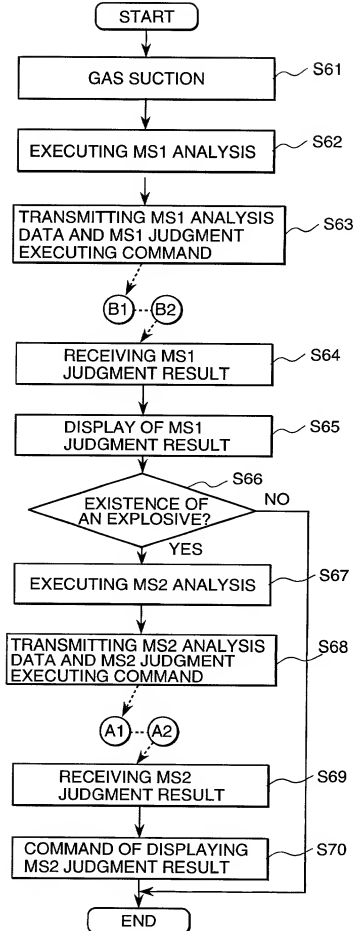 START
GAS SUCTION
S61
EXECUTING MS1 ANALYSIS
S62
TRANSMITTING MS1 ANALYSIS
DATA AND MS1 JUDGMENT
EXECUTING COMMAND
S63
B1
B2
RECEIVING MS1
JUDGMENT RESULT
S64
DISPLAY OF MS1
JUDGMENT RESULT
S65
S66
EXISTENCE OF
AN EXPLOSIVE?
NO
YES
EXECUTING MS2 ANALYSIS
S67
TRANSMITTING MS2 ANALYSIS
DATA AND MS2 JUDGMENT
EXECUTING COMMAND
S68
A1
A2
RECEIVING MS2
JUDGMENT RESULT
S69
COMMAND OF DISPLAYING
MS2 JUDGMENT RESULT
S70
END